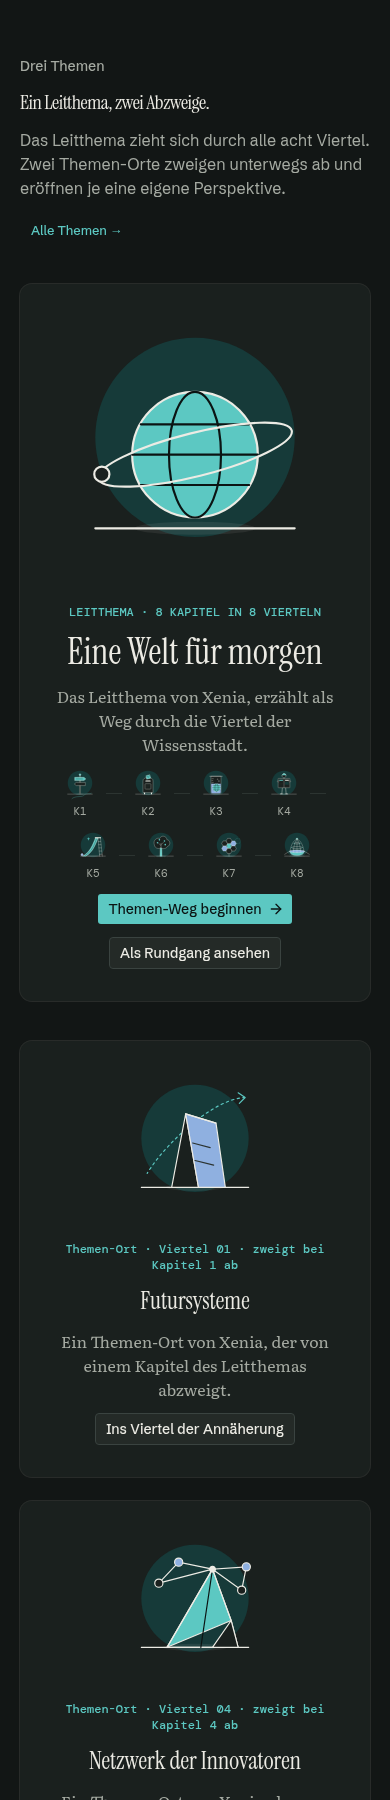 Drei Themen
Ein Leitthema, zwei Abzweige.
Das Leitthema zieht sich durch alle acht Viertel.
Zwei Themen-Orte zweigen unterwegs ab und
eröffnen je eine eigene Perspektive.
Alle Themen →
LEITTHEMA · 8 KAPITEL IN 8 VIERTELN
Eine Welt für morgen
Das Leitthema von Xenia, erzählt als
Weg durch die Viertel der
Wissensstadt.
K1 K2 K3 K4
K5 K6 K7 K8
Themen-Weg beginnen →
Als Rundgang ansehen
Themen-Ort · Viertel 01 · zweigt bei
Kapitel 1 ab
Futursysteme
Ein Themen-Ort von Xenia, der von
einem Kapitel des Leitthemas
abzweigt.
Ins Viertel der Annäherung
Themen-Ort · Viertel 04 · zweigt bei
Kapitel 4 ab
Netzwerk der Innovatoren